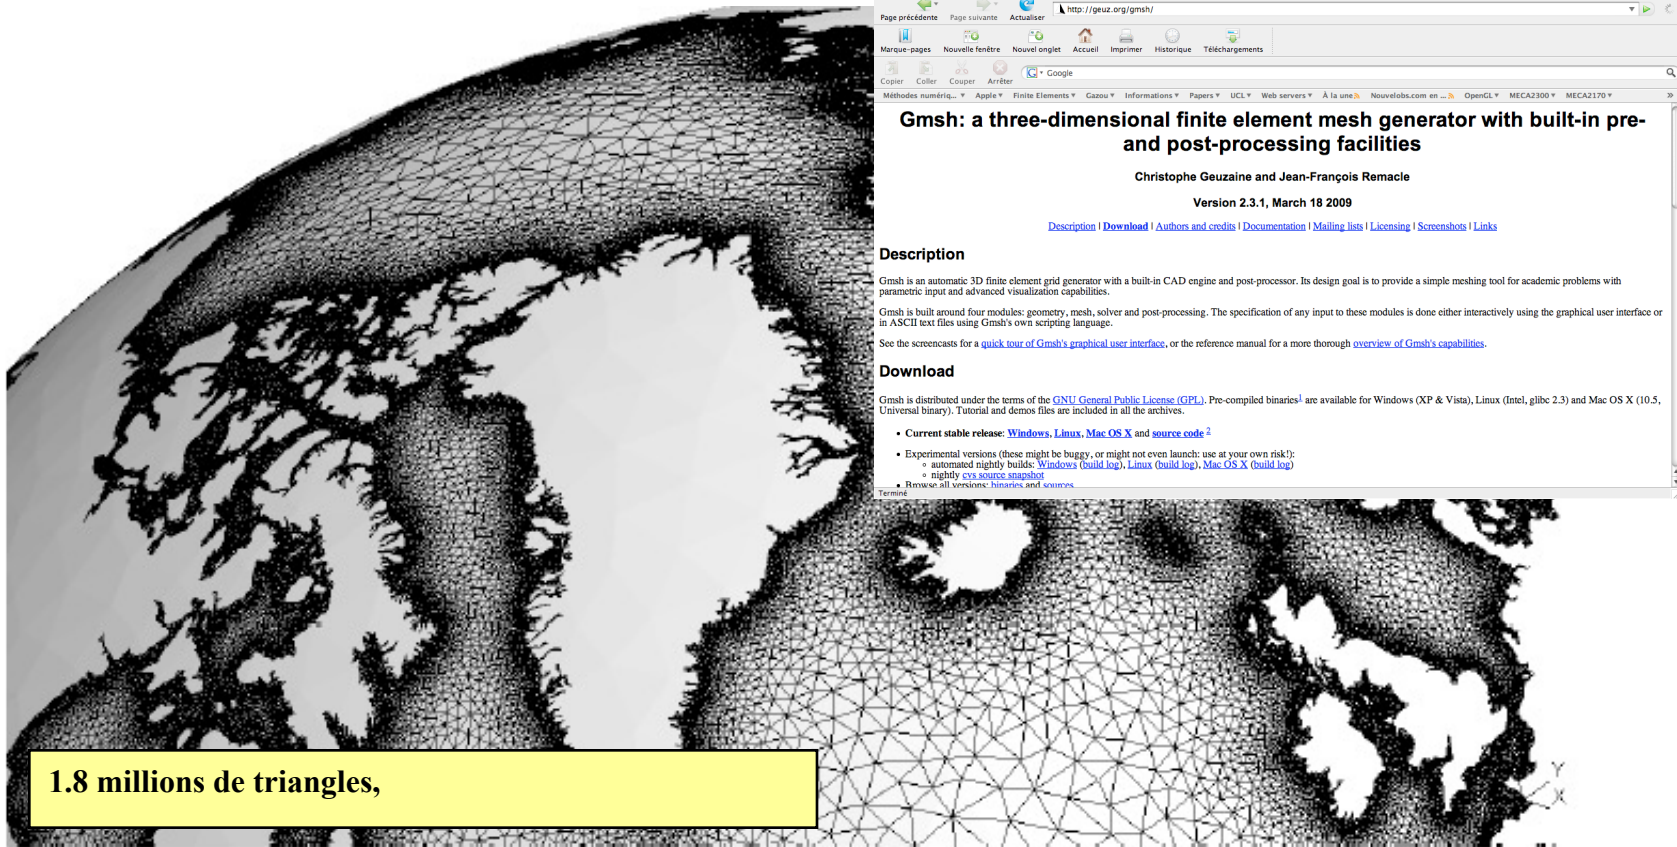 http://geuz.org/gmsh/
Page précédente Page suivante Actualiser
Marque-pages Nouvelle fenêtre Nouvel onglet Accueil Imprimer Historique Téléchargements
Google
Copier Coller Couper Arrêter
Méthodes numériq... Apple Finite Elements Gazou Informations Papers UCL Web servers À la une Nouvelobs.com en ... OpenGL MECA2300 MECA2170 »
Gmsh: a three-dimensional finite element mesh generator with built-in pre-
and post-processing facilities
Christophe Geuzaine and Jean-François Remacle
Version 2.3.1, March 18 2009
Description | Download | Authors and credits | Documentation | Mailing lists | Licensing | Screenshots | Links
Description
Gmsh is an automatic 3D finite element grid generator with a built-in CAD engine and post-processor. Its design goal is to provide a simple meshing tool for academic problems with
parametric input and advanced visualization capabilities.
Gmsh is built around four modules: geometry, mesh, solver and post-processing. The specification of any input to these modules is done either interactively using the graphical user interface or
in ASCII text files using Gmsh's own scripting language.
See the screencasts for a quick tour of Gmsh's graphical user interface, or the reference manual for a more thorough overview of Gmsh's capabilities.
Download
Gmsh is distributed under the terms of the GNU General Public License (GPL). Pre-compiled binaries1 are available for Windows (XP & Vista), Linux (Intel, glibc 2.3) and Mac OS X (10.5,
Universal binary). Tutorial and demos files are included in all the archives.
• Current stable release: Windows, Linux, Mac OS X and source code 2
• Experimental versions (these might be buggy, or might not even launch: use at your own risk!):
◦ automated nightly builds: Windows (build log), Linux (build log), Mac OS X (build log)
◦ nightly cvs source snapshot
• Browse all versions: binaries and sources
Terminé
Y
X
1.8 millions de triangles,